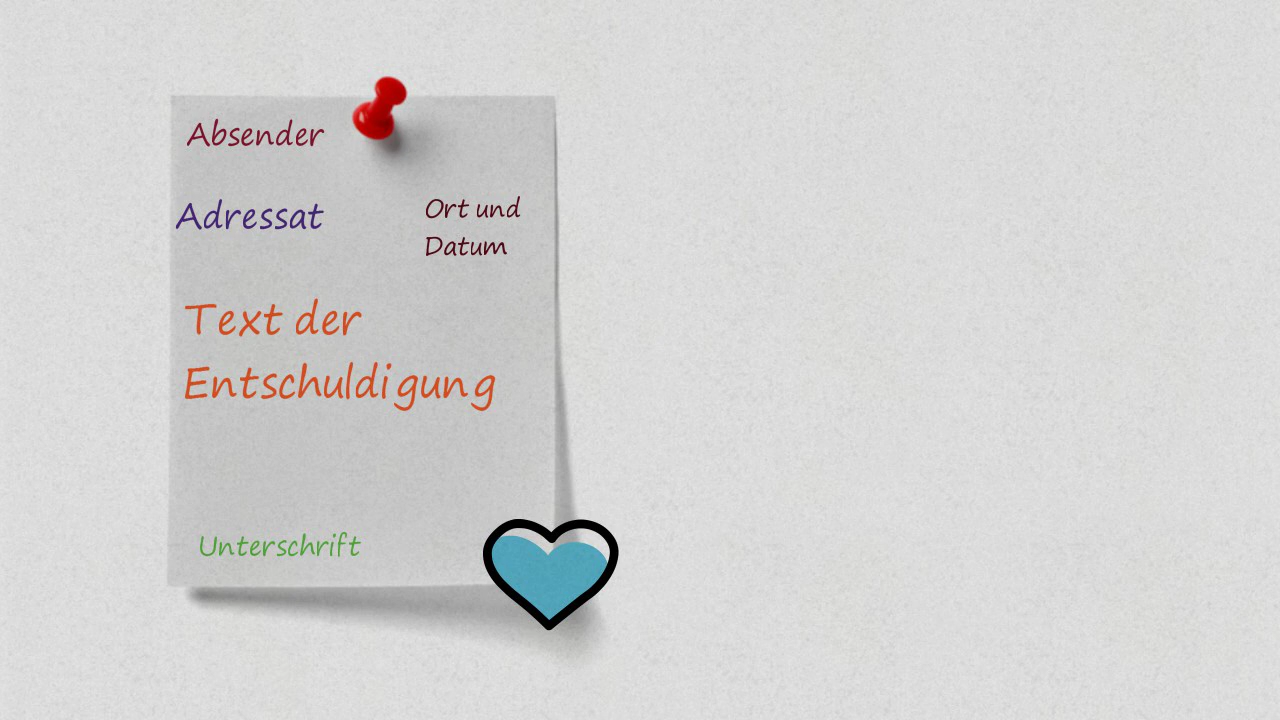 Absender
Adressat
Ort und
Datum
Text der
Entschuldigung
Unterschrift